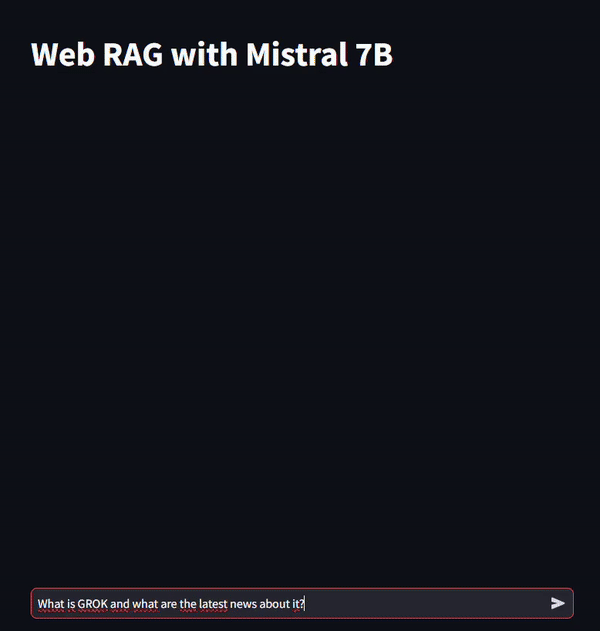 Web RAG with Mistral 7B
What is GROK and what are the latest news about it?